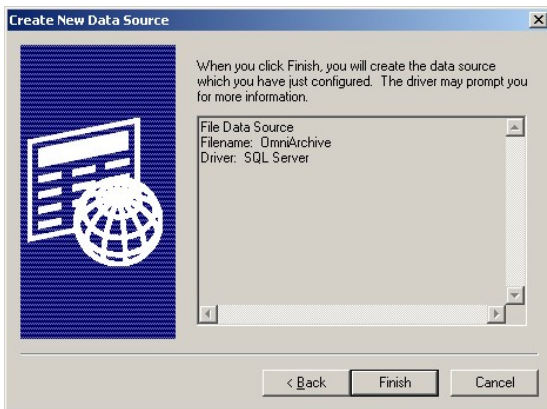 Create New Data Source
When you click Finish, you will create the data source
which you have just configured. The driver may prompt you
for more information.
File Data Source
Filename: OmniArchive
Driver: SQL Server
< Back
Finish
Cancel